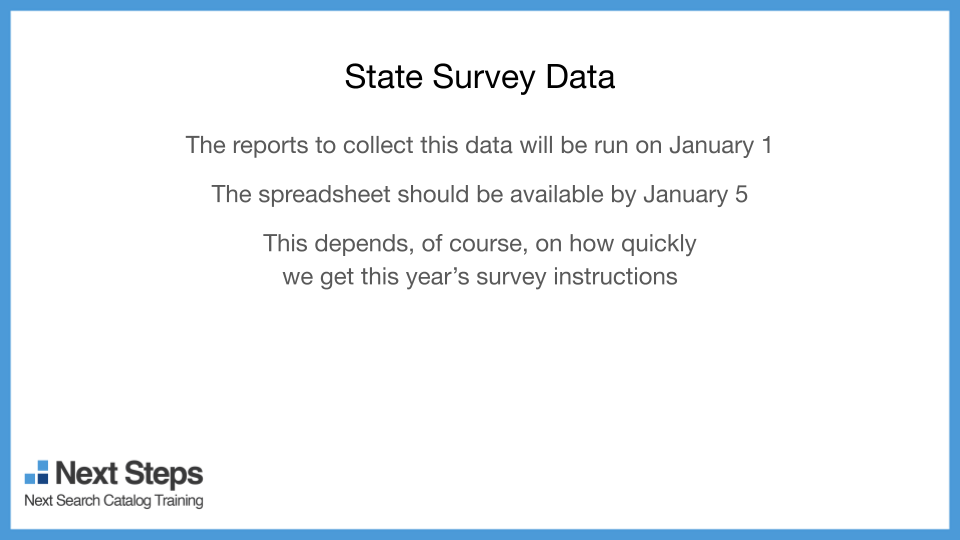 State Survey Data
The reports to collect this data will be run on January 1
The spreadsheet should be available by January 5
This depends, of course, on how quickly
we get this year’s survey instructions
Next Steps
Next Search Catalog Training